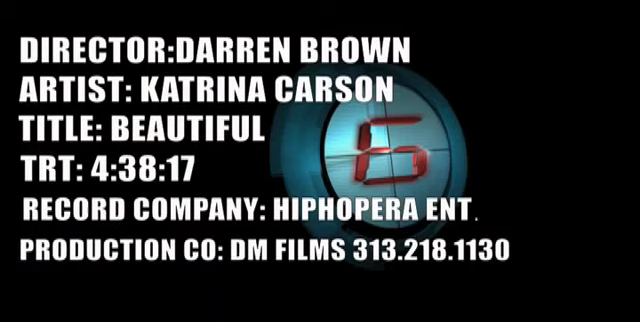 DIRECTOR:DARREN BROWN
ARTIST: KATRINA CARSON
TITLE: BEAUTIFUL
6
TRT: 4:38:17
RECORD COMPANY: HIPHOPERA ENT.
PRODUCTION CO: DM FILMS 313.218.1130